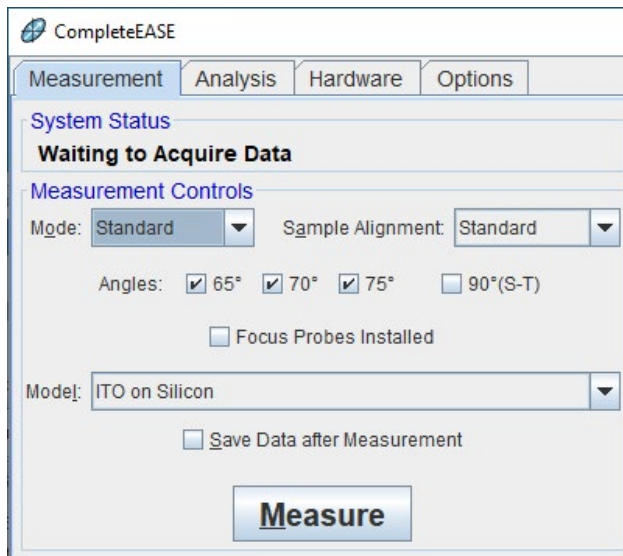 CompleteEASE
Measurement Analysis Hardware Options
System Status
Waiting to Acquire Data
Measurement Controls
Mode: Standard Sample Alignment: Standard
Angles: 65° 70° 75° 90°(S-T)
Focus Probes Installed
Model: ITO on Silicon
Save Data after Measurement
Measure